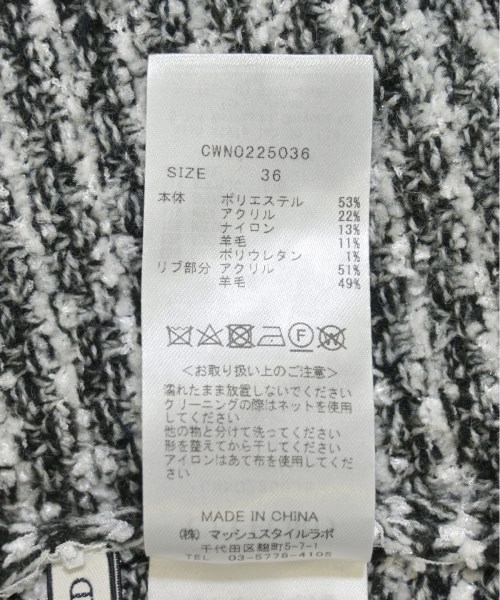 CWNO225036
SIZE 36
本体 ポリエステル 53%
アクリル 22%
ナイロン 13%
羊毛 11%
ポリウレタン 1%
リブ部分 アクリル 51%
羊毛 49%
F W
<お取り扱い上のご注意>
濡れたまま放置しないでください
クリーニングの際はネットを使用
してください
他の物と分けて洗ってください
形を整えてから干してください
アイロンはあて布を使用してくだ
さい
MADE IN CHINA
(株) マッシュスタイルラボ
千代田区麹町5-7-1
TEL 03-5778-4105
D